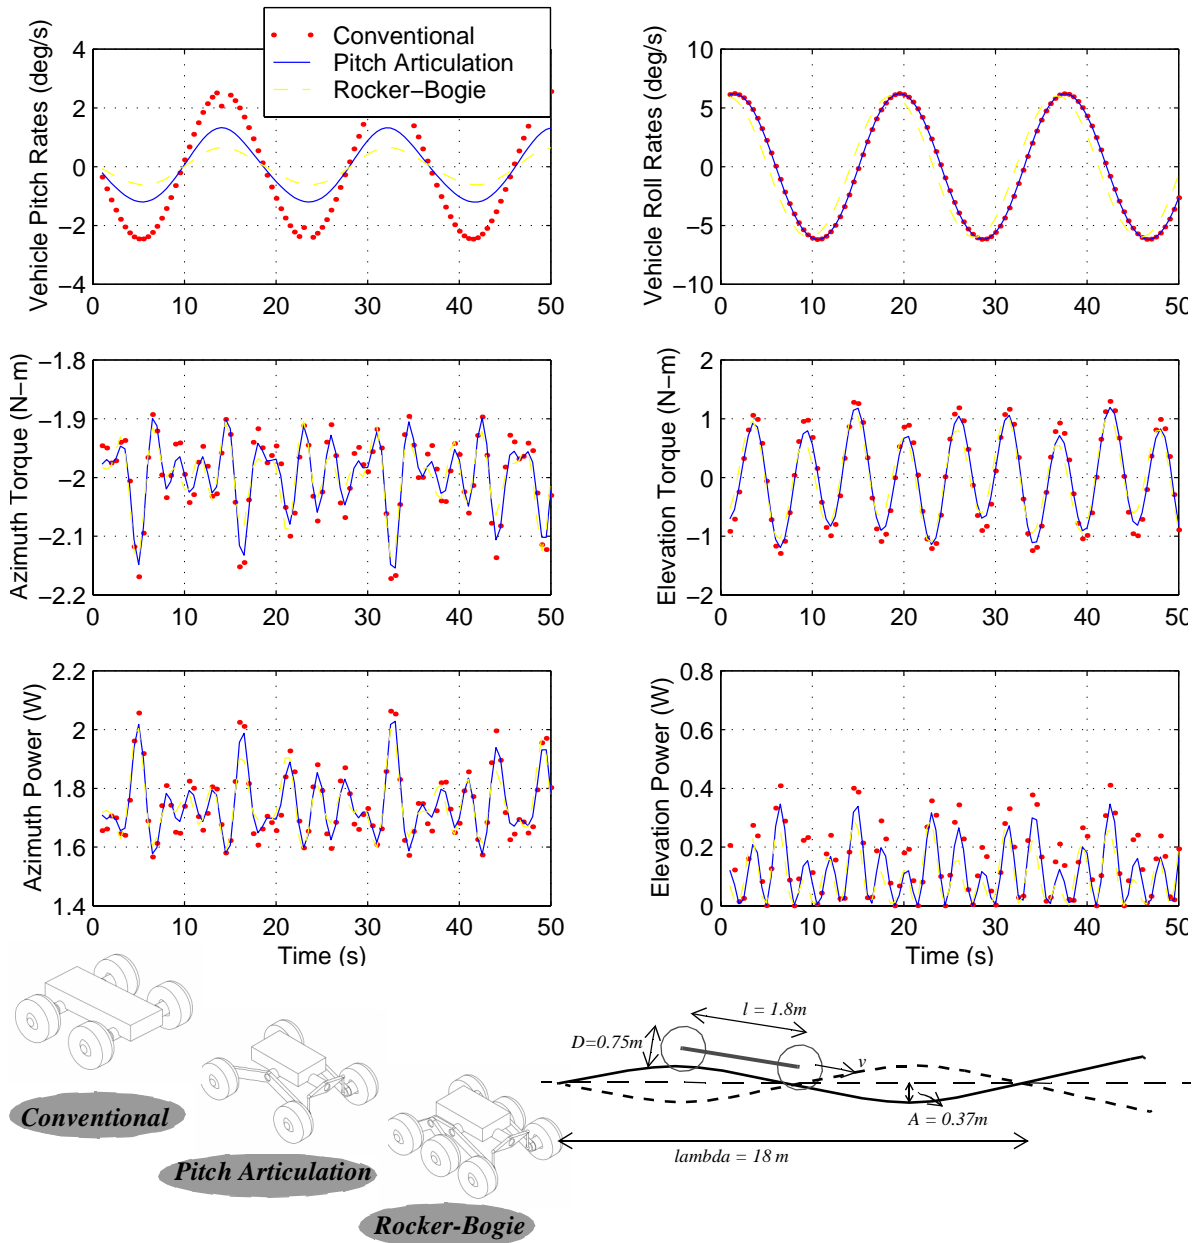 Conventional
Pitch Articulation
Rocker−Bogie
Vehicle Pitch Rates (deg/s)
4
2
0
−2
−4
0 10 20 30 40 50
Vehicle Roll Rates (deg/s)
10
5
0
−5
−10
0 10 20 30 40 50
Azimuth Torque (N−m)
−1.8
−1.9
−2
−2.1
−2.2
0 10 20 30 40 50
Elevation Torque (N−m)
2
1
0
−1
−2
0 10 20 30 40 50
Azimuth Power (W)
2.2
2
1.8
1.6
1.4
0 10 20 30 40 50
Time (s)
Elevation Power (W)
0.8
0.6
0.4
0.2
0
0 10 20 30 40 50
Time (s)
Conventional
Pitch Articulation
Rocker-Bogie
l = 1.8m
D=0.75m
v
A = 0.37m
lambda = 18 m